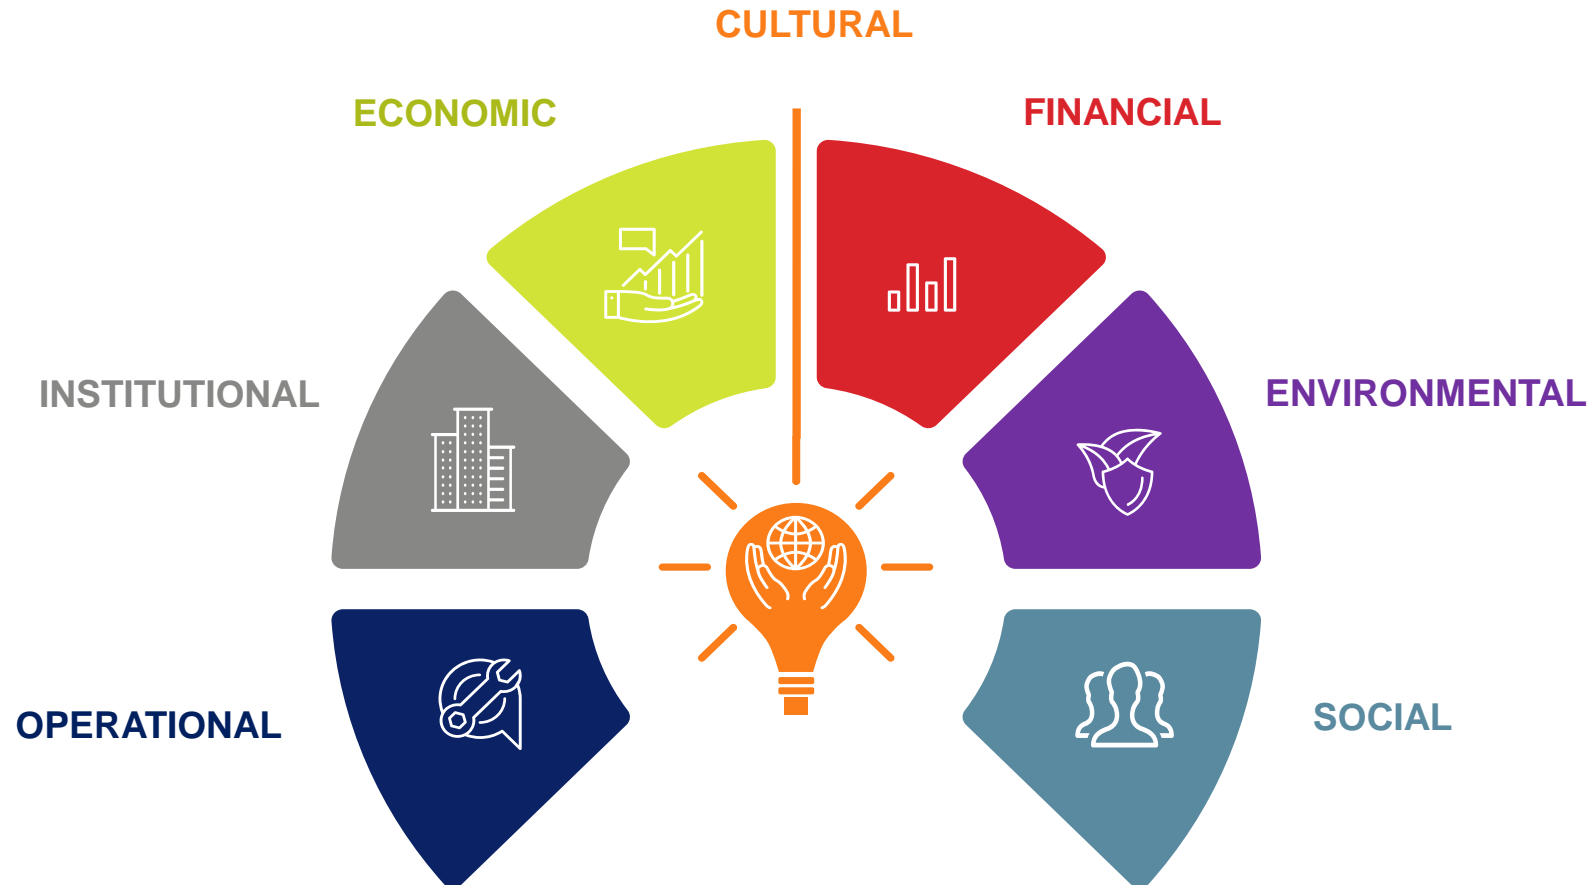 CULTURAL
ECONOMIC
FINANCIAL
INSTITUTIONAL
ENVIRONMENTAL
OPERATIONAL
SOCIAL